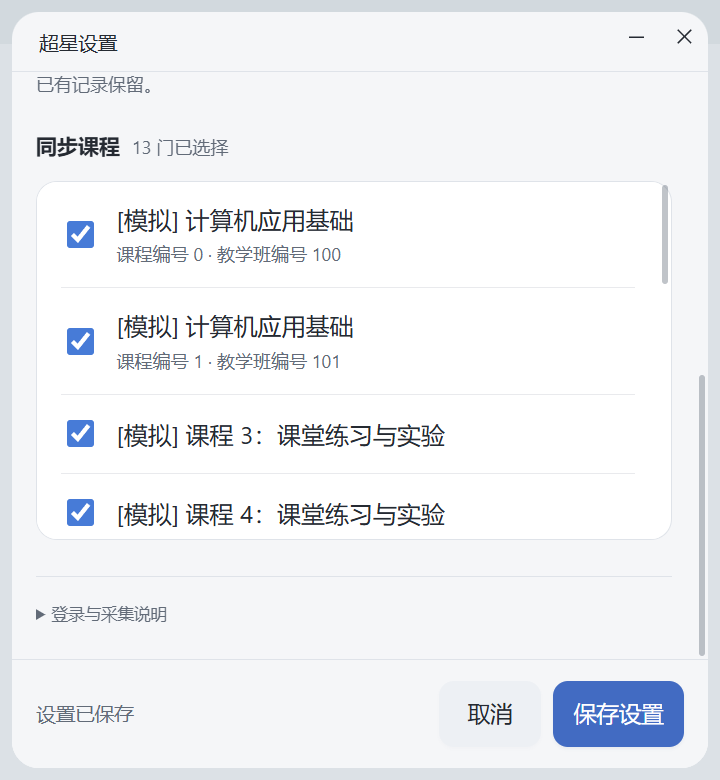 超星设置
已有记录保留。
同步课程 13 门已选择
[模拟] 计算机应用基础
课程编号 0 · 教学班编号 100
[模拟] 计算机应用基础
课程编号 1 · 教学班编号 101
[模拟] 课程 3：课堂练习与实验
[模拟] 课程 4：课堂练习与实验
登录与采集说明
设置已保存
取消
保存设置